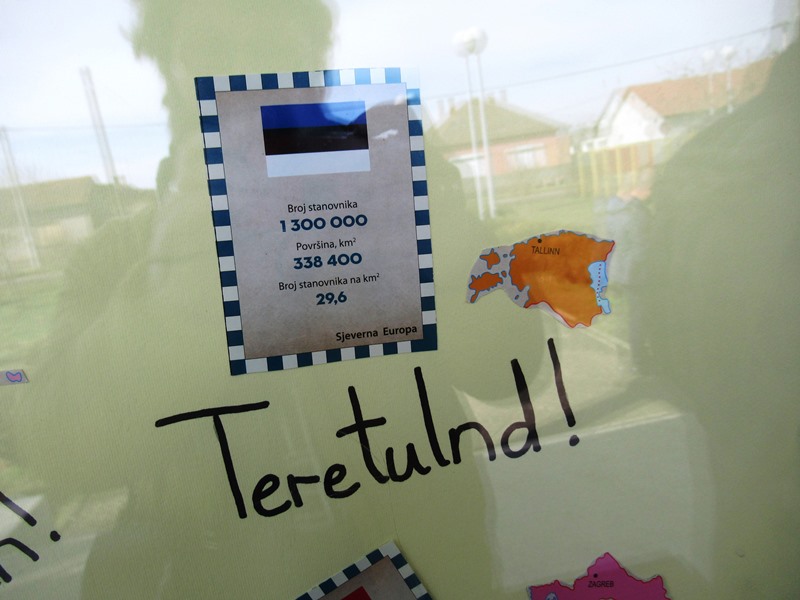 Broj stanovnika
1 300 000
Površina, km²
338 400
Broj stanovnika na km²
29,6
Sjeverna Europa
TALLINN
Teretulnd!
ZAGREB